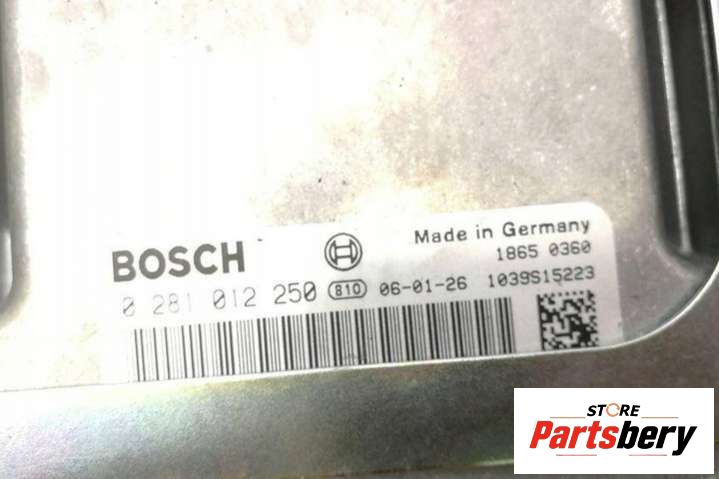 BOSCH
Made in Germany
1865 0360
0 281 012 250 810 06-01-26 1039S15223
STORE
Partsbery